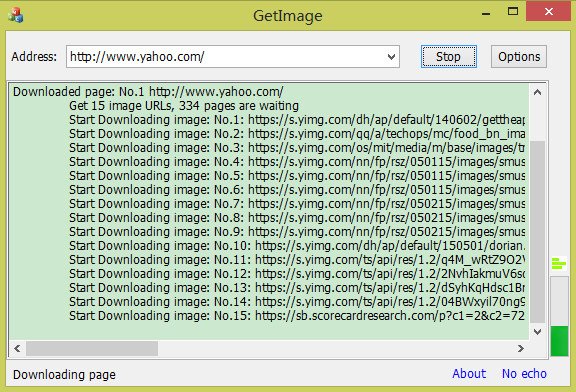 GetImage
Address: http://www.yahoo.com/ Stop Options
Downloaded page: No.1 http://www.yahoo.com/
Get 15 image URLs, 334 pages are waiting
Start Downloading image: No.1: https://s.yimg.com/dh/ap/default/140602/gettheap
Start Downloading image: No.2: https://s.yimg.com/qq/a/techops/mc/food_bn_ima
Start Downloading image: No.3: https://s.yimg.com/os/mit/media/m/base/images/t
Start Downloading image: No.4: https://s.yimg.com/nn/fp/rsz/050115/images/smus
Start Downloading image: No.5: https://s.yimg.com/nn/fp/rsz/050115/images/smus
Start Downloading image: No.6: https://s.yimg.com/nn/fp/rsz/050115/images/smus
Start Downloading image: No.7: https://s.yimg.com/nn/fp/rsz/050215/images/smus
Start Downloading image: No.8: https://s.yimg.com/nn/fp/rsz/050215/images/smus
Start Downloading image: No.9: https://s.yimg.com/nn/fp/rsz/050215/images/smus
Start Downloading image: No.10: https://s.yimg.com/dh/ap/default/150501/dorian.
Start Downloading image: No.11: https://s.yimg.com/ts/api/res/1.2/q4M_wRtZ9O2V
Start Downloading image: No.12: https://s.yimg.com/ts/api/res/1.2/2NvhIakmuV6so
Start Downloading image: No.13: https://s.yimg.com/ts/api/res/1.2/dSyhKqHdsc1Br
Start Downloading image: No.14: https://s.yimg.com/ts/api/res/1.2/04BWxyil70ng9
Start Downloading image: No.15: https://sb.scorecardresearch.com/p?c1=2&c2=72
Downloading page About No echo